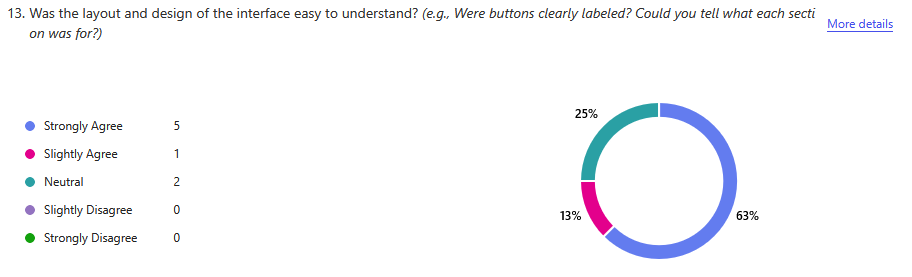 13. Was the layout and design of the interface easy to understand? (e.g., Were buttons clearly labeled? Could you tell what each secti
on was for?)
More details
Strongly Agree 5
Slightly Agree 1
Neutral 2
Slightly Disagree 0
Strongly Disagree 0
25%
13%
63%